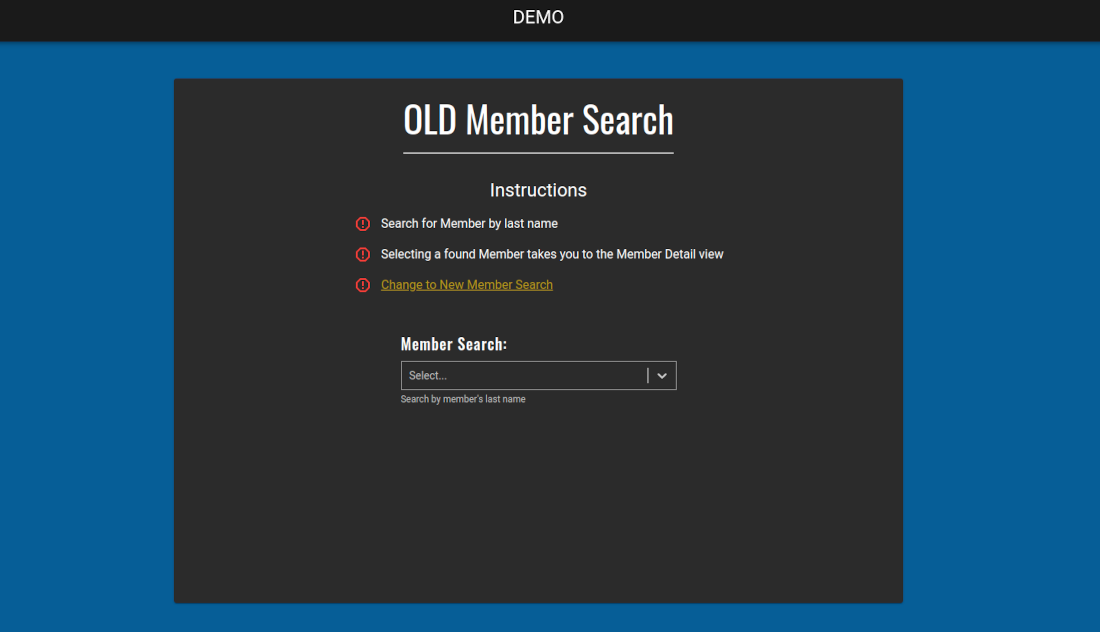 DEMO
OLD Member Search
Instructions
Search for Member by last name
Selecting a found Member takes you to the Member Detail view
Change to New Member Search
Member Search:
Select...
Search by member's last name